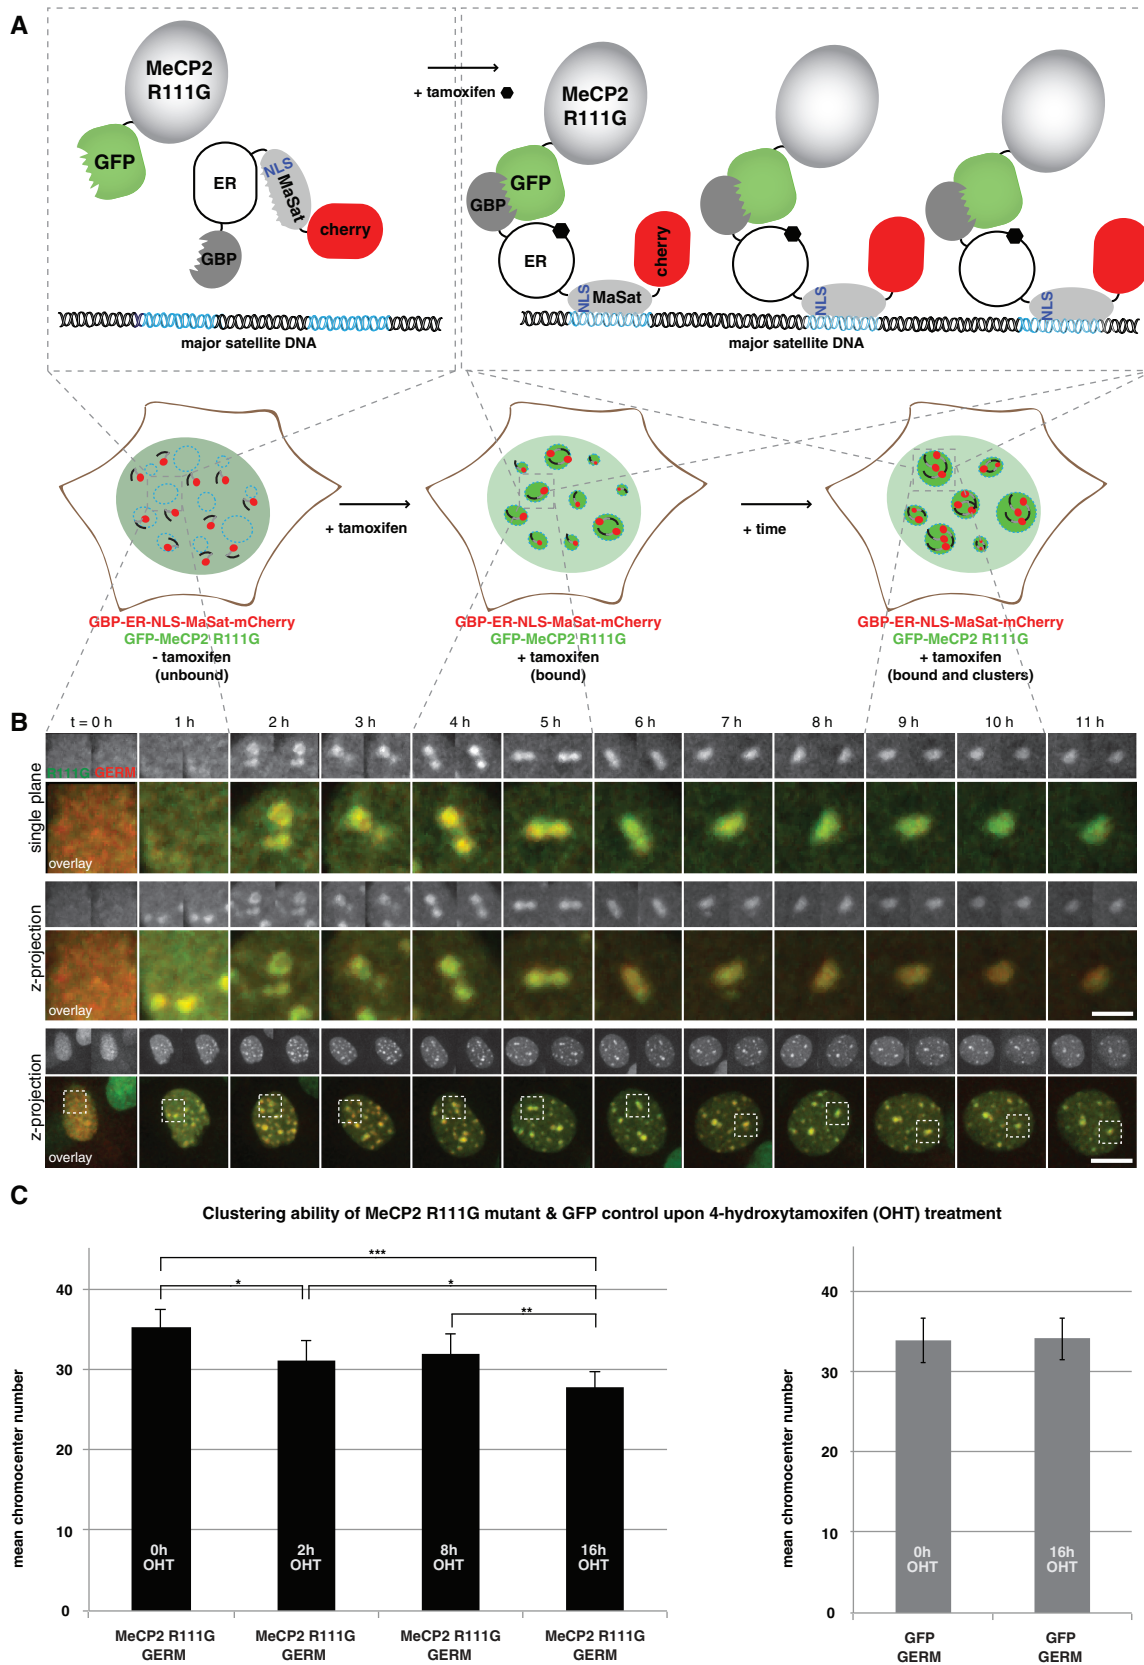 A
MeCP2
R111G
GFP
ER
NLS
MaSat
cherry
GBP
major satellite DNA
+ tamoxifen
MeCP2
R111G
GFP
GBP
ER
cherry
NLS
MaSat
NLS
NLS
major satellite DNA
+ tamoxifen
+ time
GBP-ER-NLS-MaSat-mCherry
GFP-MeCP2 R111G
- tamoxifen
(unbound)
GBP-ER-NLS-MaSat-mCherry
GFP-MeCP2 R111G
+ tamoxifen
(bound)
GBP-ER-NLS-MaSat-mCherry
GFP-MeCP2 R111G
+ tamoxifen
(bound and clusters)
B
t = 0 h 1 h 2 h 3 h 4 h 5 h 6 h 7 h 8 h 9 h 10 h 11 h
R111G GERM
single plane
overlay
z-projection
overlay
z-projection
overlay
C
Clustering ability of MeCP2 R111G mutant & GFP control upon 4-hydroxytamoxifen (OHT) treatment
mean chromocenter number
40
30
20
10
0
***
* *
**
0h
OHT
2h
OHT
8h
OHT
16h
OHT
MeCP2 R111G
GERM
MeCP2 R111G
GERM
MeCP2 R111G
GERM
MeCP2 R111G
GERM
mean chromocenter number
40
30
20
10
0
0h
OHT
16h
OHT
GFP
GERM
GFP
GERM